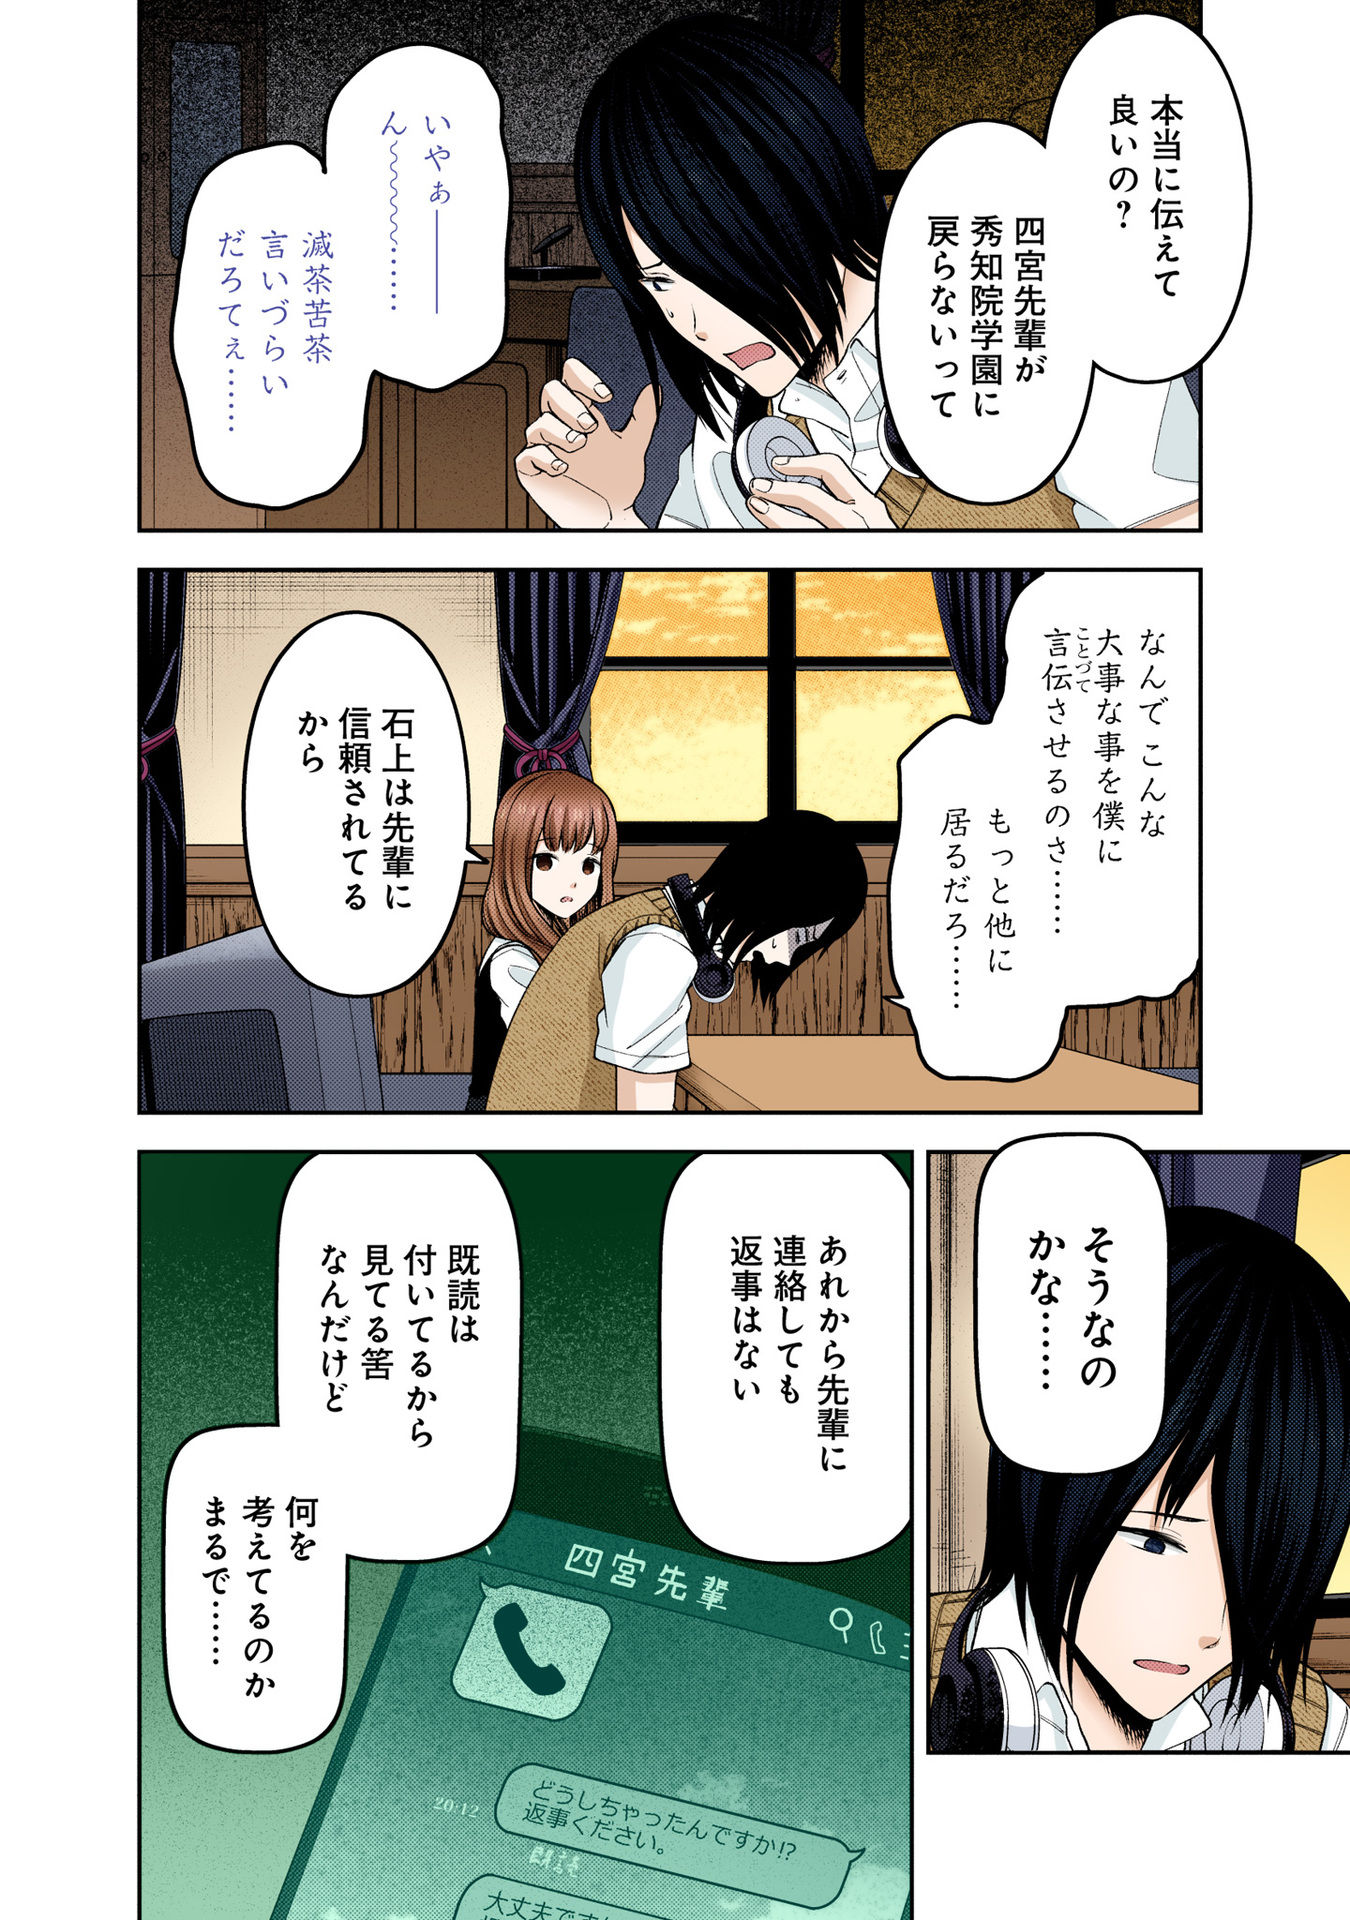 本当に伝えて
良いの?
四宮先輩が
秀知院学園に
戻らないって
いやぁ――
ん〜〜〜〜……
滅茶苦茶
言いづらい
だろてぇ……
なんでこんな
大事な事を僕に
言伝させるのさ……
ことづて
もっと他に
居るだろ……
石上は先輩に
信頼されてる
から
そうなの
かな……
あれから先輩に
連絡しても
返事はない
既読は
付いてるから
見てる筈
なんだけど
何を
考えてるのか
まるで……
四宮先輩
どうしちゃったんですか!?
返事ください。
20:12
既読